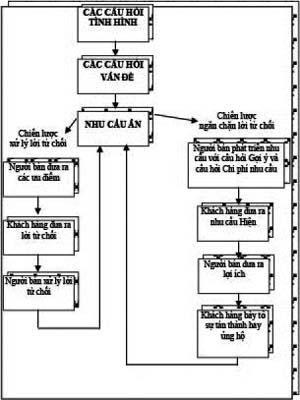 CÁC CÂU HỎI
TÌNH HÌNH
CÁC CÂU HỎI
VẤN ĐỀ
NHU CẦU ẨN
Chiến lược
xử lý lời từ chối
Chiến lược
ngăn chặn lời từ chối
Người bán đưa ra
các ưu điểm
Khách hàng đưa ra
lời từ chối
Người bán xử lý lời
từ chối
Người bán phát triển nhu
cầu với câu hỏi Gợi ý và
câu hỏi Chi phí nhu cầu
Khách hàng đưa ra
nhu cầu Hiện
Người bán đưa ra
lợi ích
Khách hàng bày tỏ
sự tán thành hay
ủng hộ